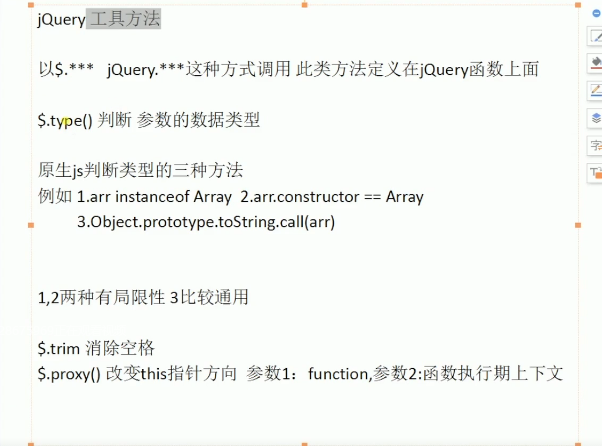 jQuery 工具方法
以$.*** jQuery.***这种方式调用 此类方法定义在jQuery函数上面
$.type() 判断 参数的数据类型
原生js判断类型的三种方法
例如 1.arr instanceof Array 2.arr.constructor == Array
3.Object.prototype.toString.call(arr)
1,2两种有局限性 3比较通用
$.trim 消除空格
$.proxy() 改变this指针方向 参数1：function,参数2:函数执行期上下文